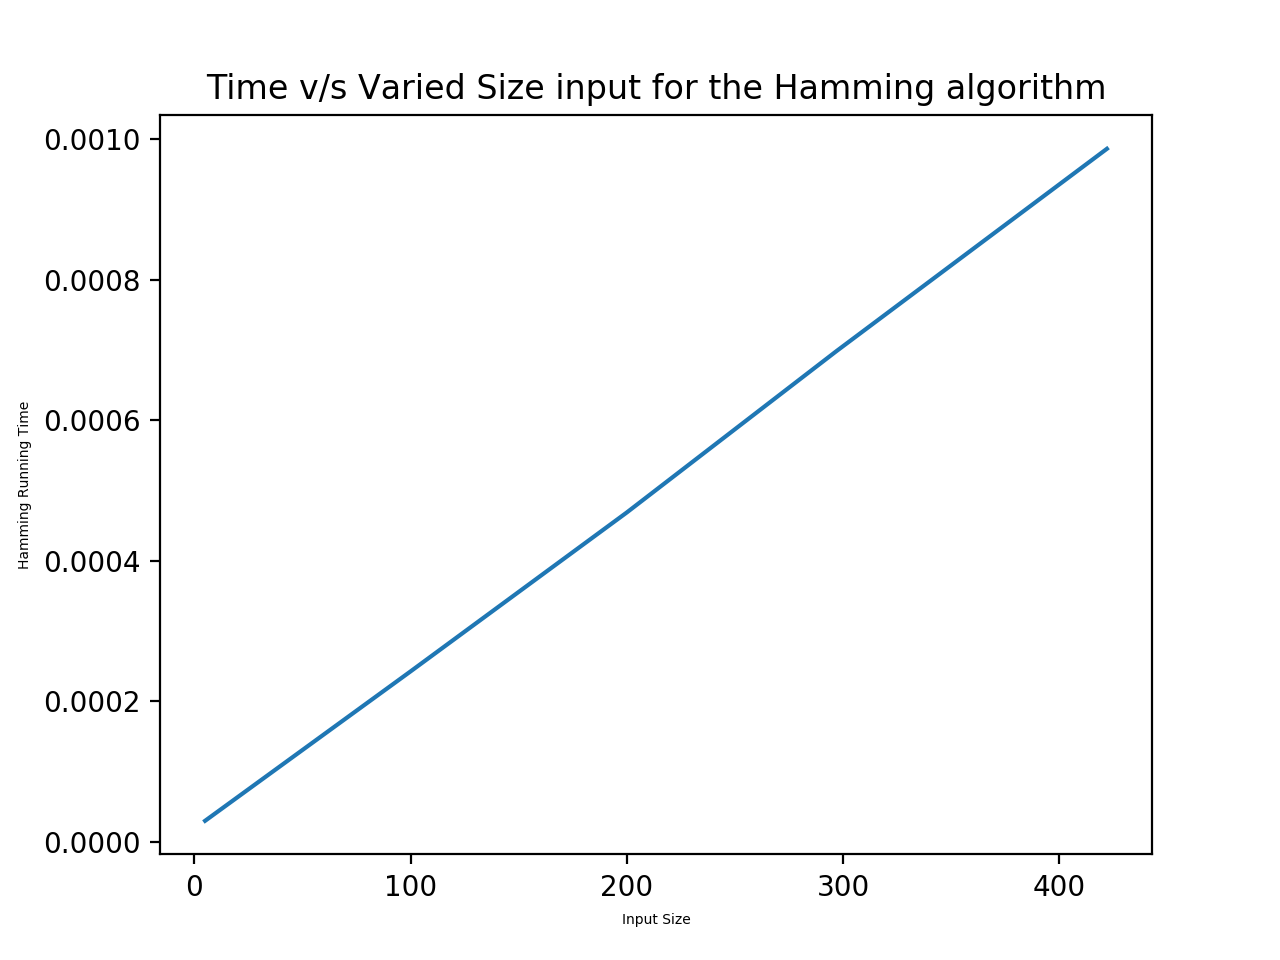 Time v/s Varied Size input for the Hamming algorithm
0.0010
0.0008
0.0006
0.0004
0.0002
0.0000
Hamming Running Time
0 100 200 300 400
Input Size